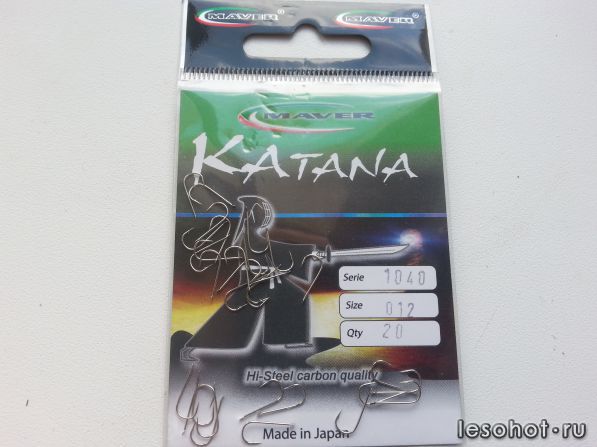 MAVER MAVER
MAVER
KATANA
Serie 1040
Size 012
Qty 20
Hi-Steel carbon quality
Made in Japan
lesohot.ru